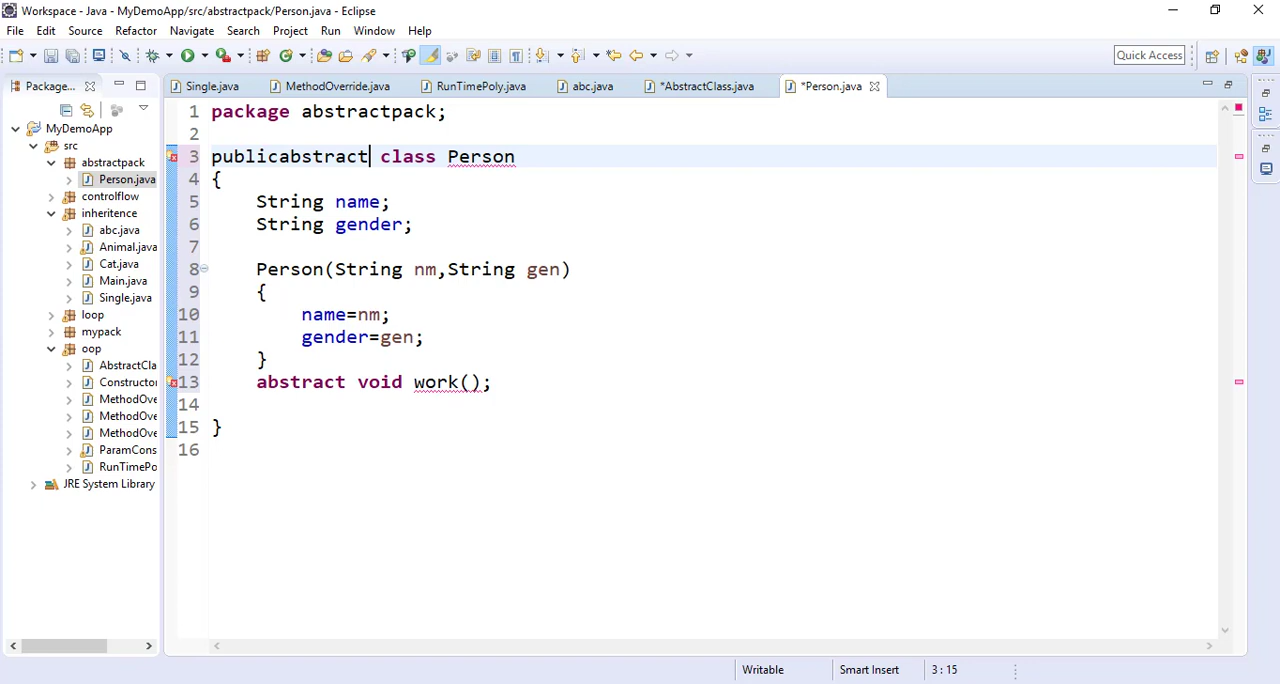 Workspace - Java - MyDemoApp/src/abstractpack/Person.java - Eclipse
File Edit Source Refactor Navigate Search Project Run Window Help
Quick Access
Package...
Single.java MethodOverride.java RunTimePoly.java abc.java *AbstractClass.java *Person.java
MyDemoApp
src
abstractpack
Person.java
controlflow
inheritence
abc.java
Animal.java
Cat.java
Main.java
Single.java
loop
mypack
oop
AbstractCla
Constructor
MethodOve
MethodOve
MethodOve
ParamCons
RunTimePo
JRE System Library
1 package abstractpack;
2
3 publicabstract class Person
4 {
5 String name;
6 String gender;
7
8 Person(String nm,String gen)
9 {
10 name=nm;
11 gender=gen;
12 }
13 abstract void work();
14
15 }
16
Writable Smart Insert 3 : 15